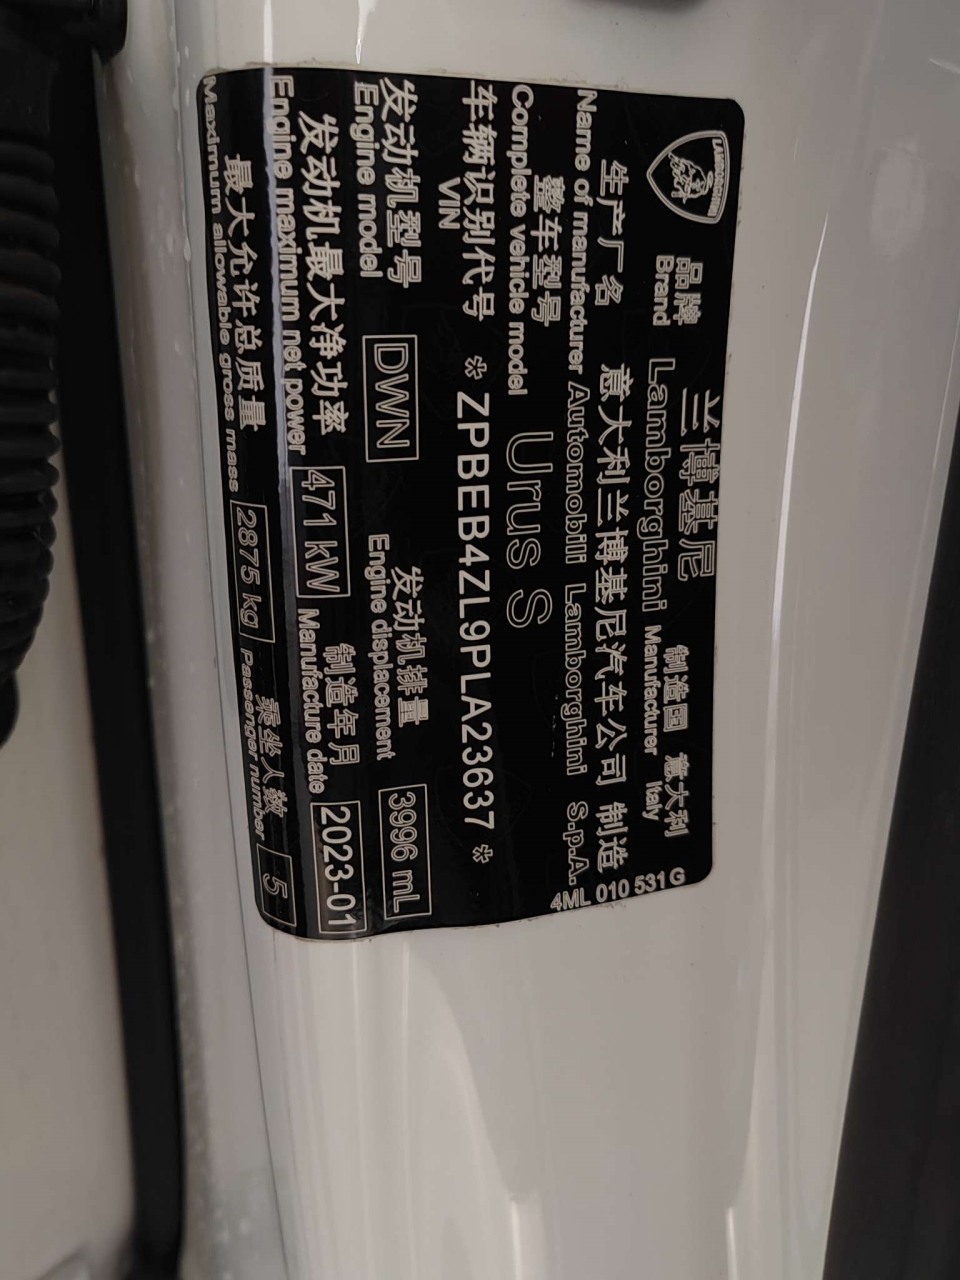 LAMBORGHINI
品牌 兰博基尼 制造国 意大利
Brand Lamborghini Manufacturer Italy
生产厂名 意大利兰博基尼汽车公司 制造
Name of manufacturer Automobili Lamborghini S.p.A.
整车型号 Urus S
Complete vehicle model
车辆识别代号 * ZPBEB4ZL9PLA23637 *
VIN
发动机型号 DWN 发动机排量 3996 mL
Engine model Engine displacement
发动机最大净功率 471 kW 制造年月 2023-01
Engine maximum net power Manufacture date
最大允许总质量 2875 kg 乘坐人数 5
Maximum allowable gross mass Passenger number
4ML 010 531 G